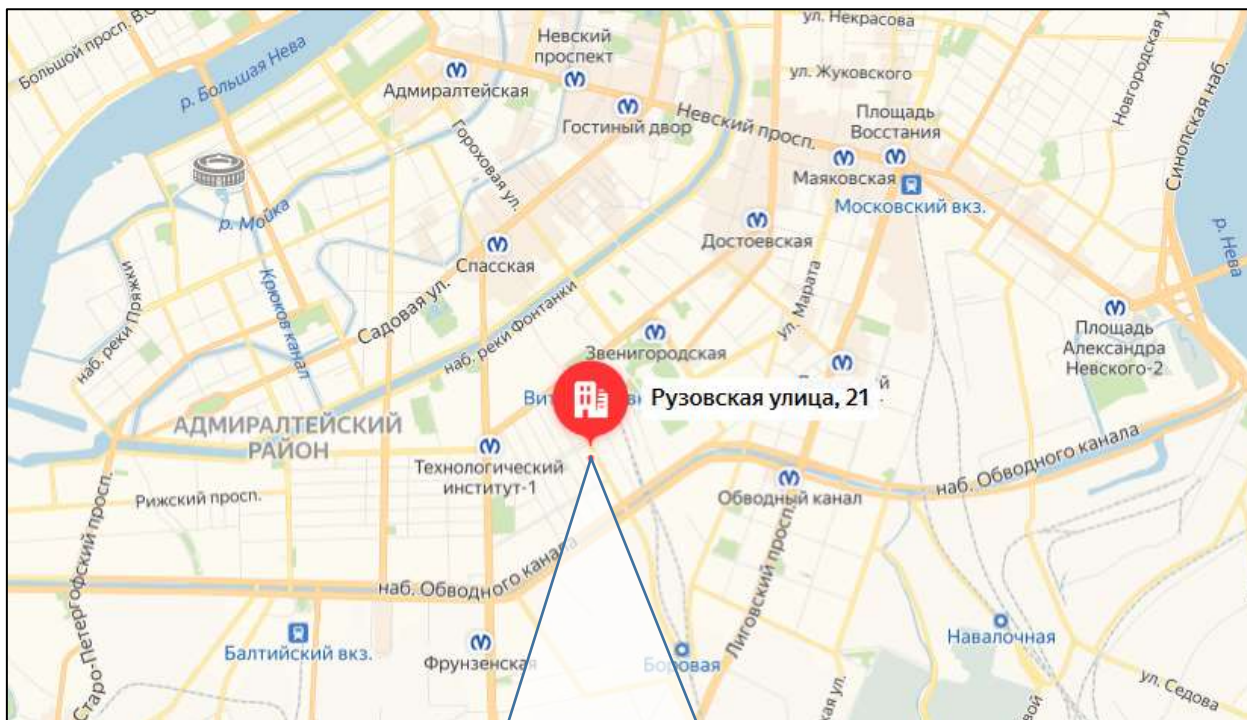 ул. Некрасова
Большой просп. В.О.
р. Большая Нева
Невский
проспект
Адмиралтейская
ул. Жуковского
Новгородская у
Синопская наб.
Гостиный двор
Невский просп.
Площадь
Восстания
Гороховая ул.
Маяковская
Московский вкз.
р. Мойка
Достоевская
р. Нева
Спасская
наб. реки Пряжки
Крюков канал
Садовая ул.
наб. реки Фонтанки
ул. Марата
Звенигородская
Площадь
Александра
Невского-2
Рузовская улица, 21
АДМИРАЛТЕЙСКИЙ
РАЙОН
Технологический
институт-1
Рижский просп.
Обводный канал
наб. Обводного канала
наб. Обводного канала
Старо-Петергофский просп.
Лиговский просп.
Балтийский вкз.
Фрунзенская
Боровая
Навалочная
ул. Седова